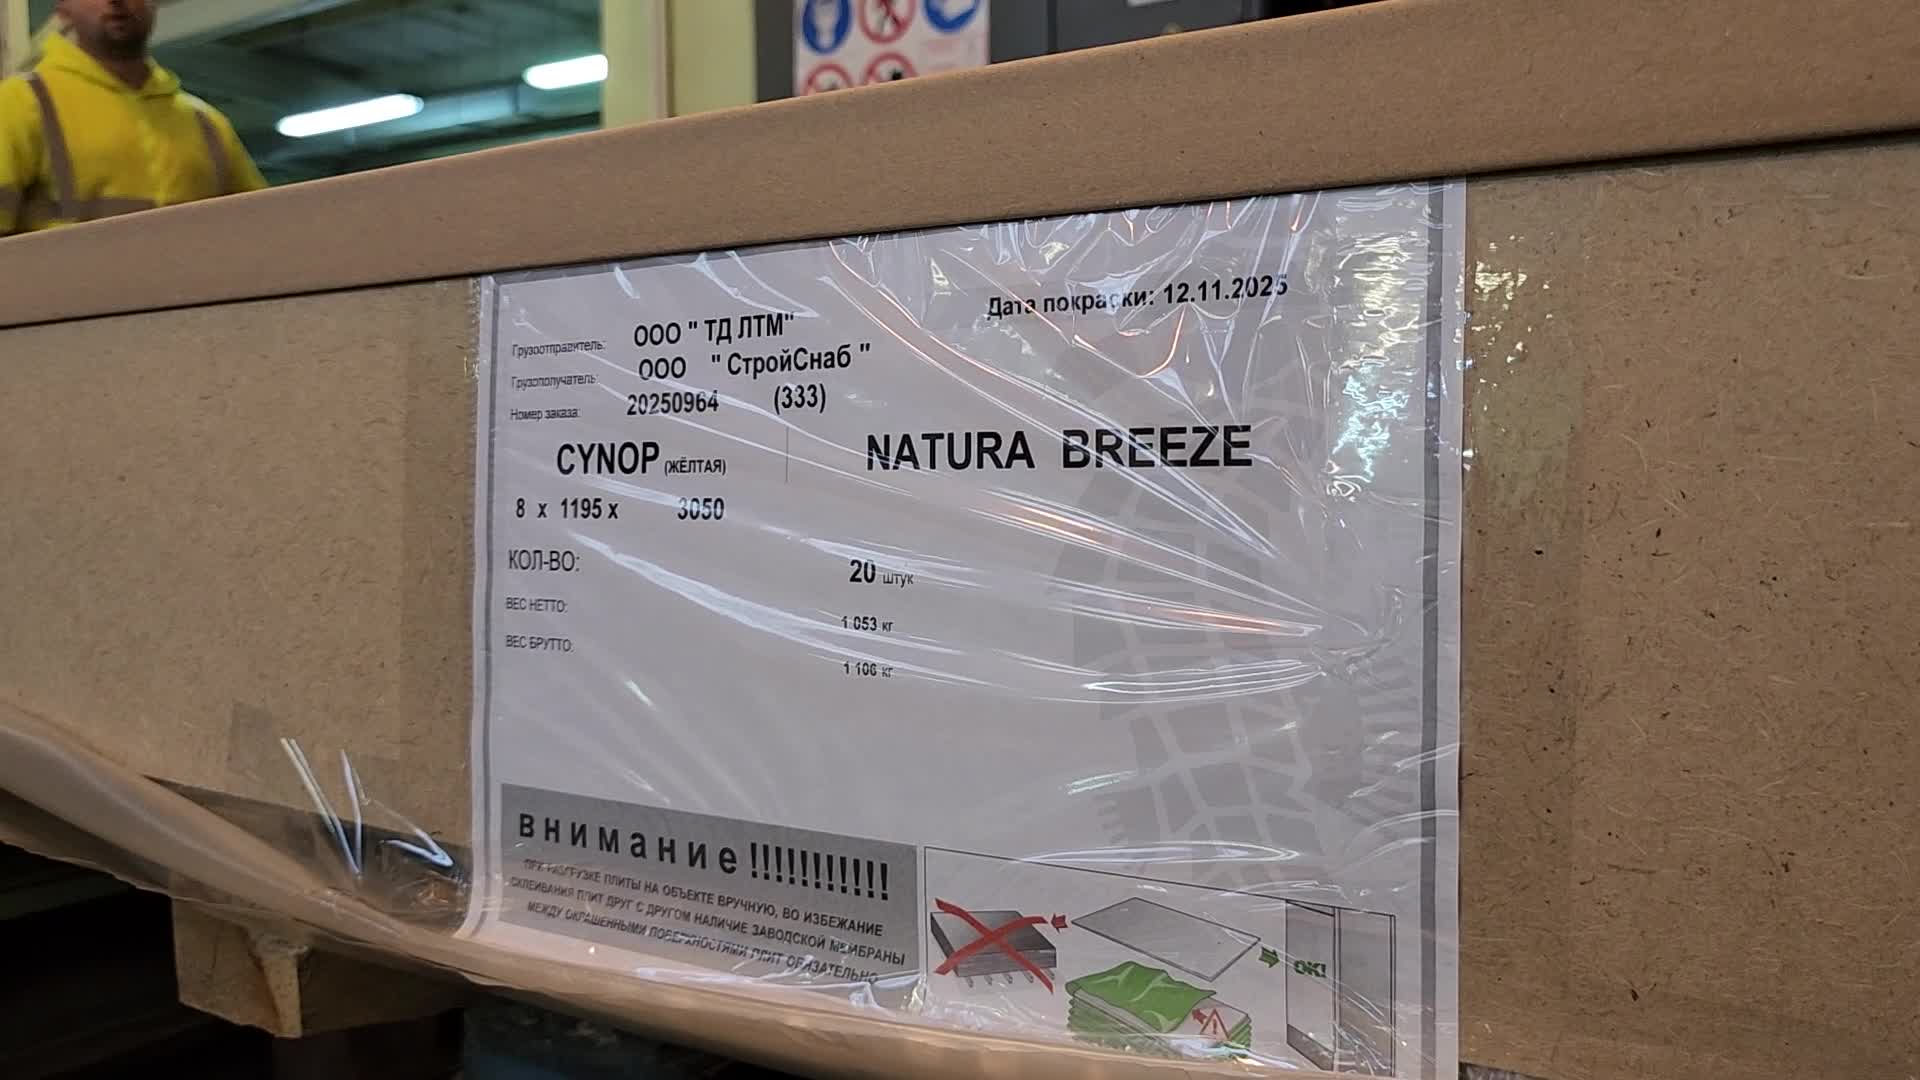 Дата покраски: 12.11.2025
Грузоотправитель: ООО " ТД ЛТМ"
Грузополучатель: ООО " СтройСнаб "
Номер заказа: 20250964 (333)
CYNOP (ЖЁЛТАЯ) NATURA BREEZE
8 x 1195 x 3050
КОЛ-ВО: 20 штук
ВЕС НЕТТО: 1 053 кг
ВЕС БРУТТО: 1 106 кг
внимание!!!!!!!!!!!
ПРИ РАЗГРУЗКЕ ПЛИТЫ НА ОБЪЕКТЕ ВРУЧНУЮ, ВО ИЗБЕЖАНИЕ
СКЛЕИВАНИЯ ПЛИТ ДРУГ С ДРУГОМ НАЛИЧИЕ ЗАВОДСКОЙ МЕМБРАНЫ
МЕЖДУ ОКРАШЕННЫМИ ПОВЕРХНОСТЯМИ ПЛИТ ОБЯЗАТЕЛЬНО
OK!